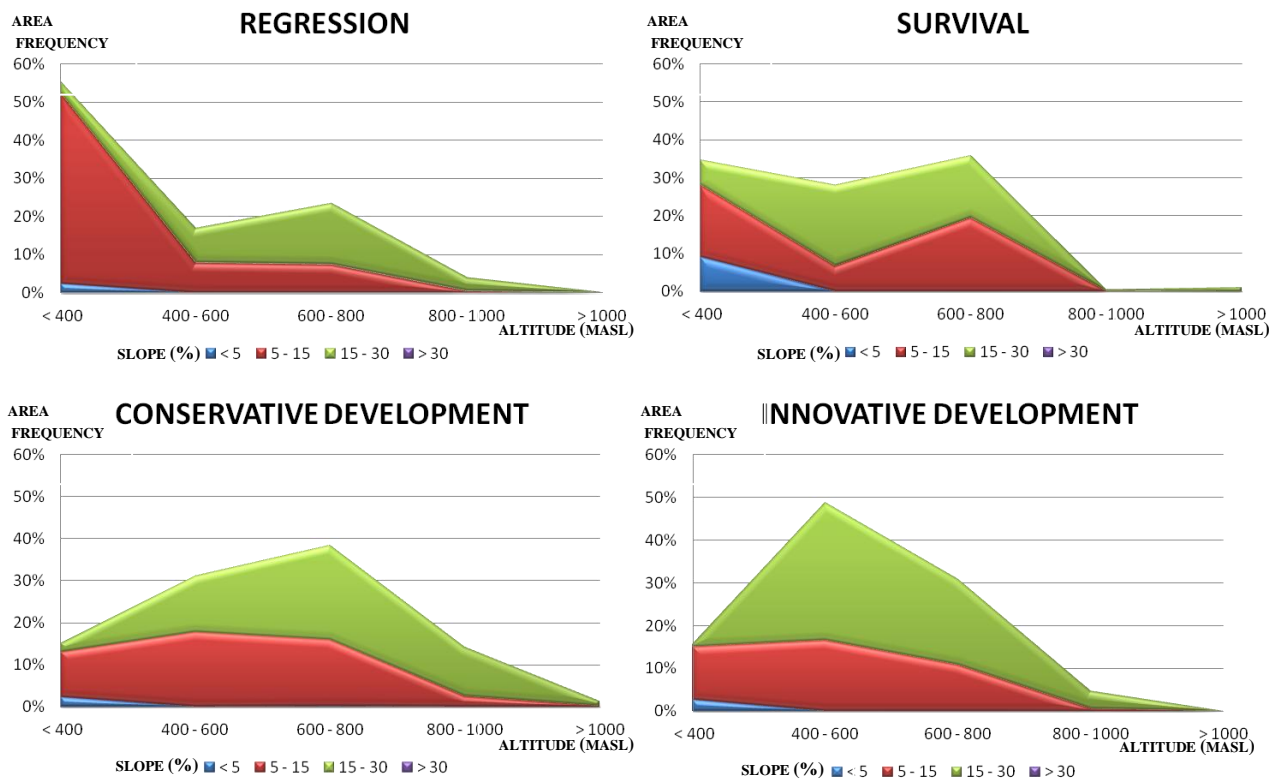 AREA
FREQUENCY
REGRESSION
60%
50%
40%
30%
20%
10%
0%
< 400
400 - 600
600 - 800
800 - 1000
> 1000
ALTITUDE (MASL)
SLOPE (%) < 5 5 - 15 15 - 30 > 30
AREA
FREQUENCY
SURVIVAL
60%
50%
40%
30%
20%
10%
0%
< 400
400 - 600
600 - 800
800 - 1000
> 1000
ALTITUDE (MASL)
SLOPE (%) < 5 5 - 15 15 - 30 > 30
AREA
FREQUENCY
CONSERVATIVE DEVELOPMENT
60%
50%
40%
30%
20%
10%
0%
< 400
400 - 600
600 - 800
800 - 1000
> 1000
ALTITUDE (MASL)
SLOPE (%) < 5 5 - 15 15 - 30 > 30
AREA
FREQUENCY
INNOVATIVE DEVELOPMENT
60%
50%
40%
30%
20%
10%
0%
< 400
400 - 600
600 - 800
800 - 1000
> 1000
ALTITUDE (MASL)
SLOPE (%) < 5 5 - 15 15 - 30 > 30